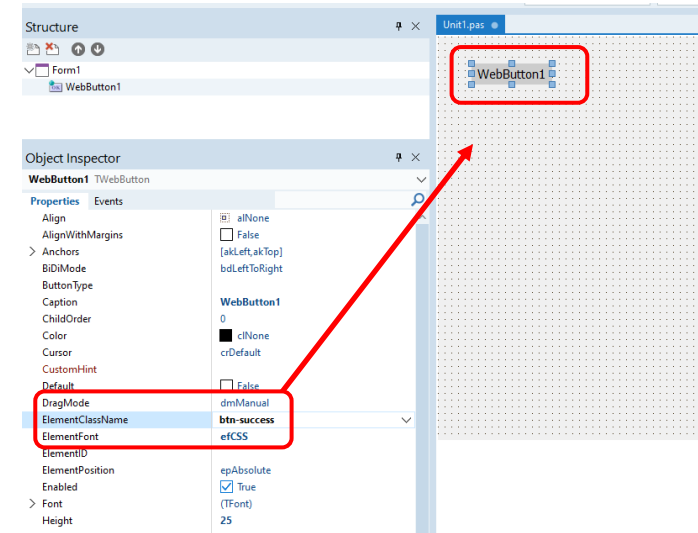 Structure
Unit1.pas
Form1
WebButton1
WebButton1
Object Inspector
WebButton1 TWebButton
Properties Events
Align alNone
AlignWithMargins False
Anchors [akLeft,akTop]
BiDiMode bdLeftToRight
ButtonType
Caption WebButton1
ChildOrder 0
Color clNone
Cursor crDefault
CustomHint
Default False
DragMode dmManual
ElementClassName btn-success
ElementFont efCSS
ElementID
ElementPosition epAbsolute
Enabled True
Font (TFont)
Height 25